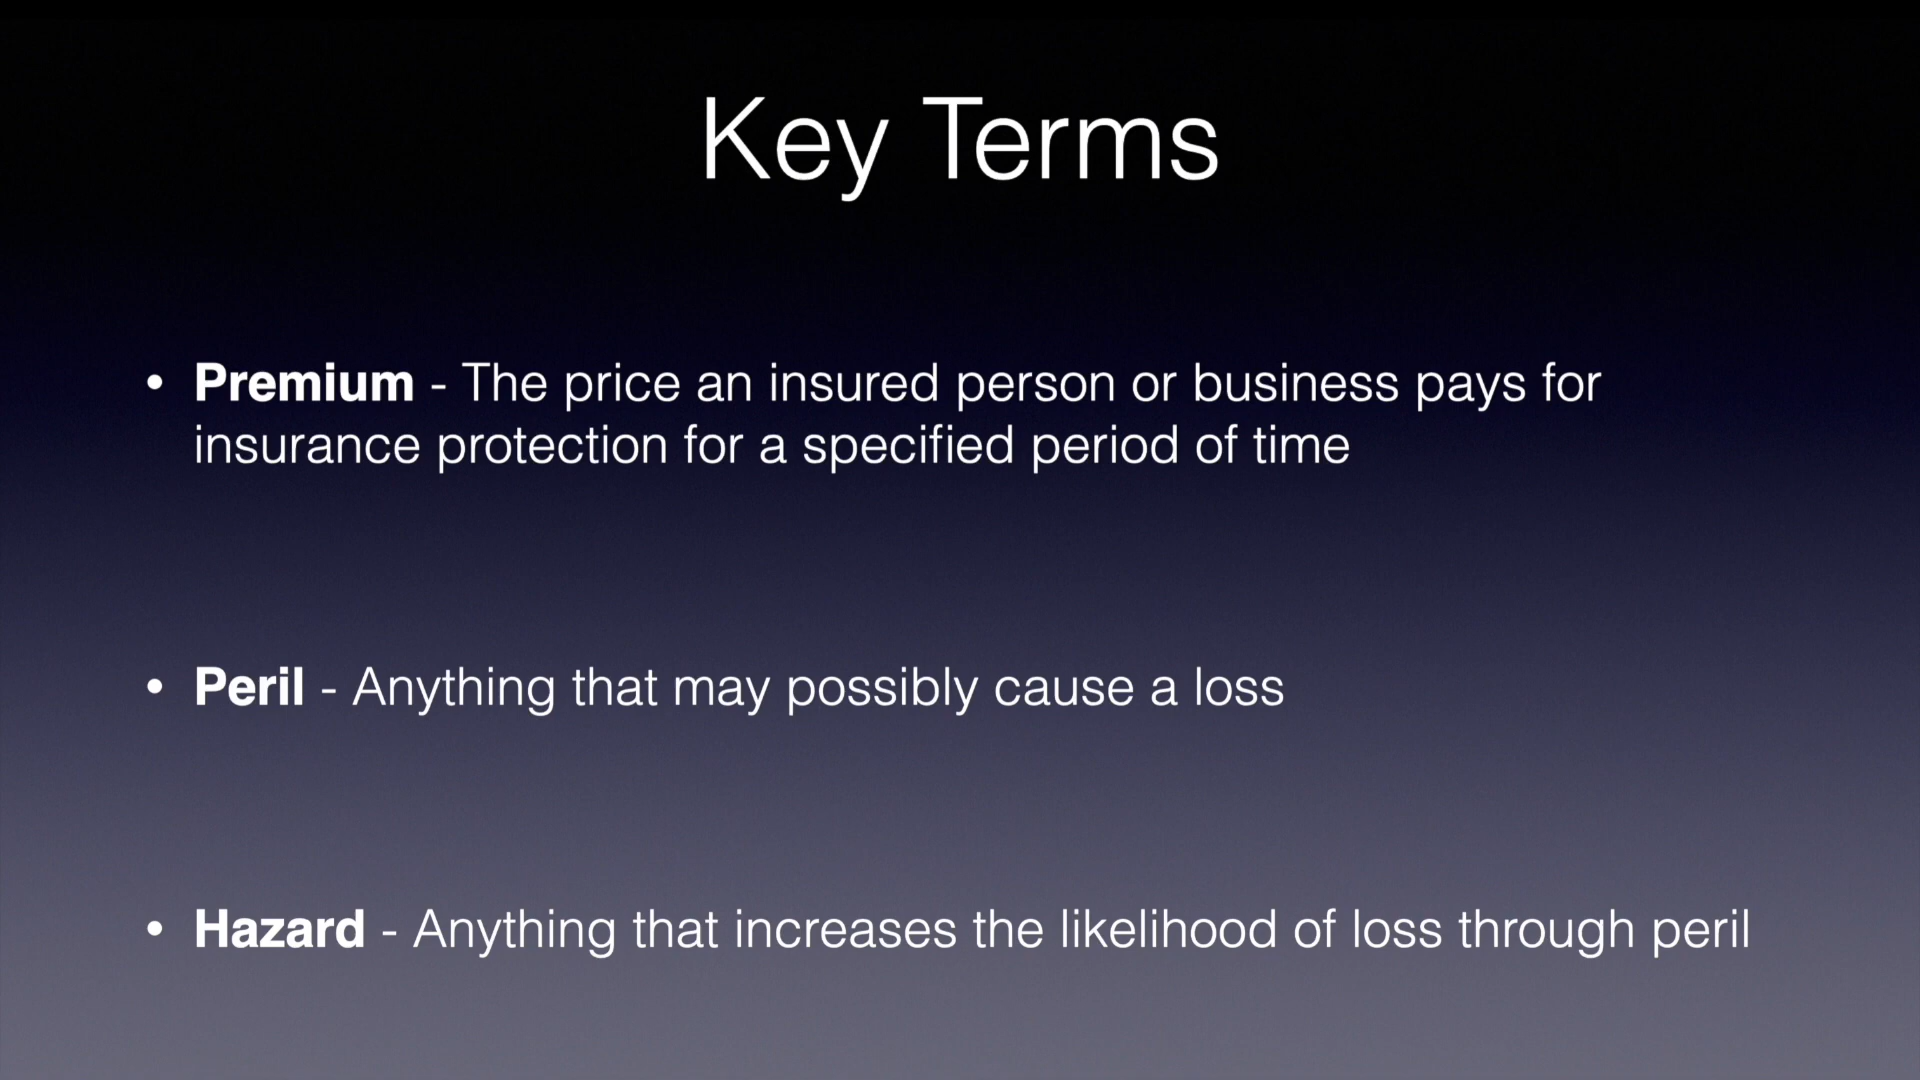 Key Terms
• Premium - The price an insured person or business pays for
insurance protection for a specified period of time
• Peril - Anything that may possibly cause a loss
• Hazard - Anything that increases the likelihood of loss through peril